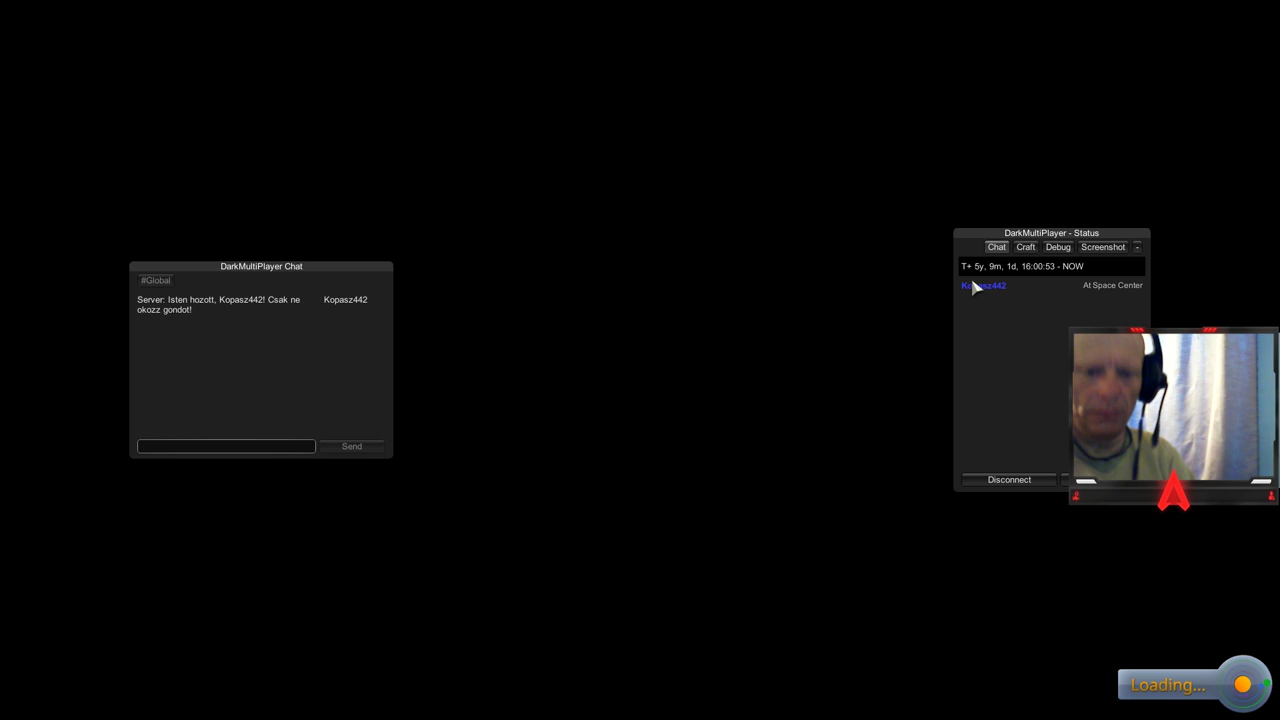 DarkMultiPlayer - Status
Chat Craft Debug Screenshot -
DarkMultiPlayer Chat
T+ 5y, 9m, 1d, 16:00:53 - NOW
#Global
Kopasz442 At Space Center
Server: Isten hozott, Kopasz442! Csak ne Kopasz442
okozz gondot!
Send
Disconnect
Loading...